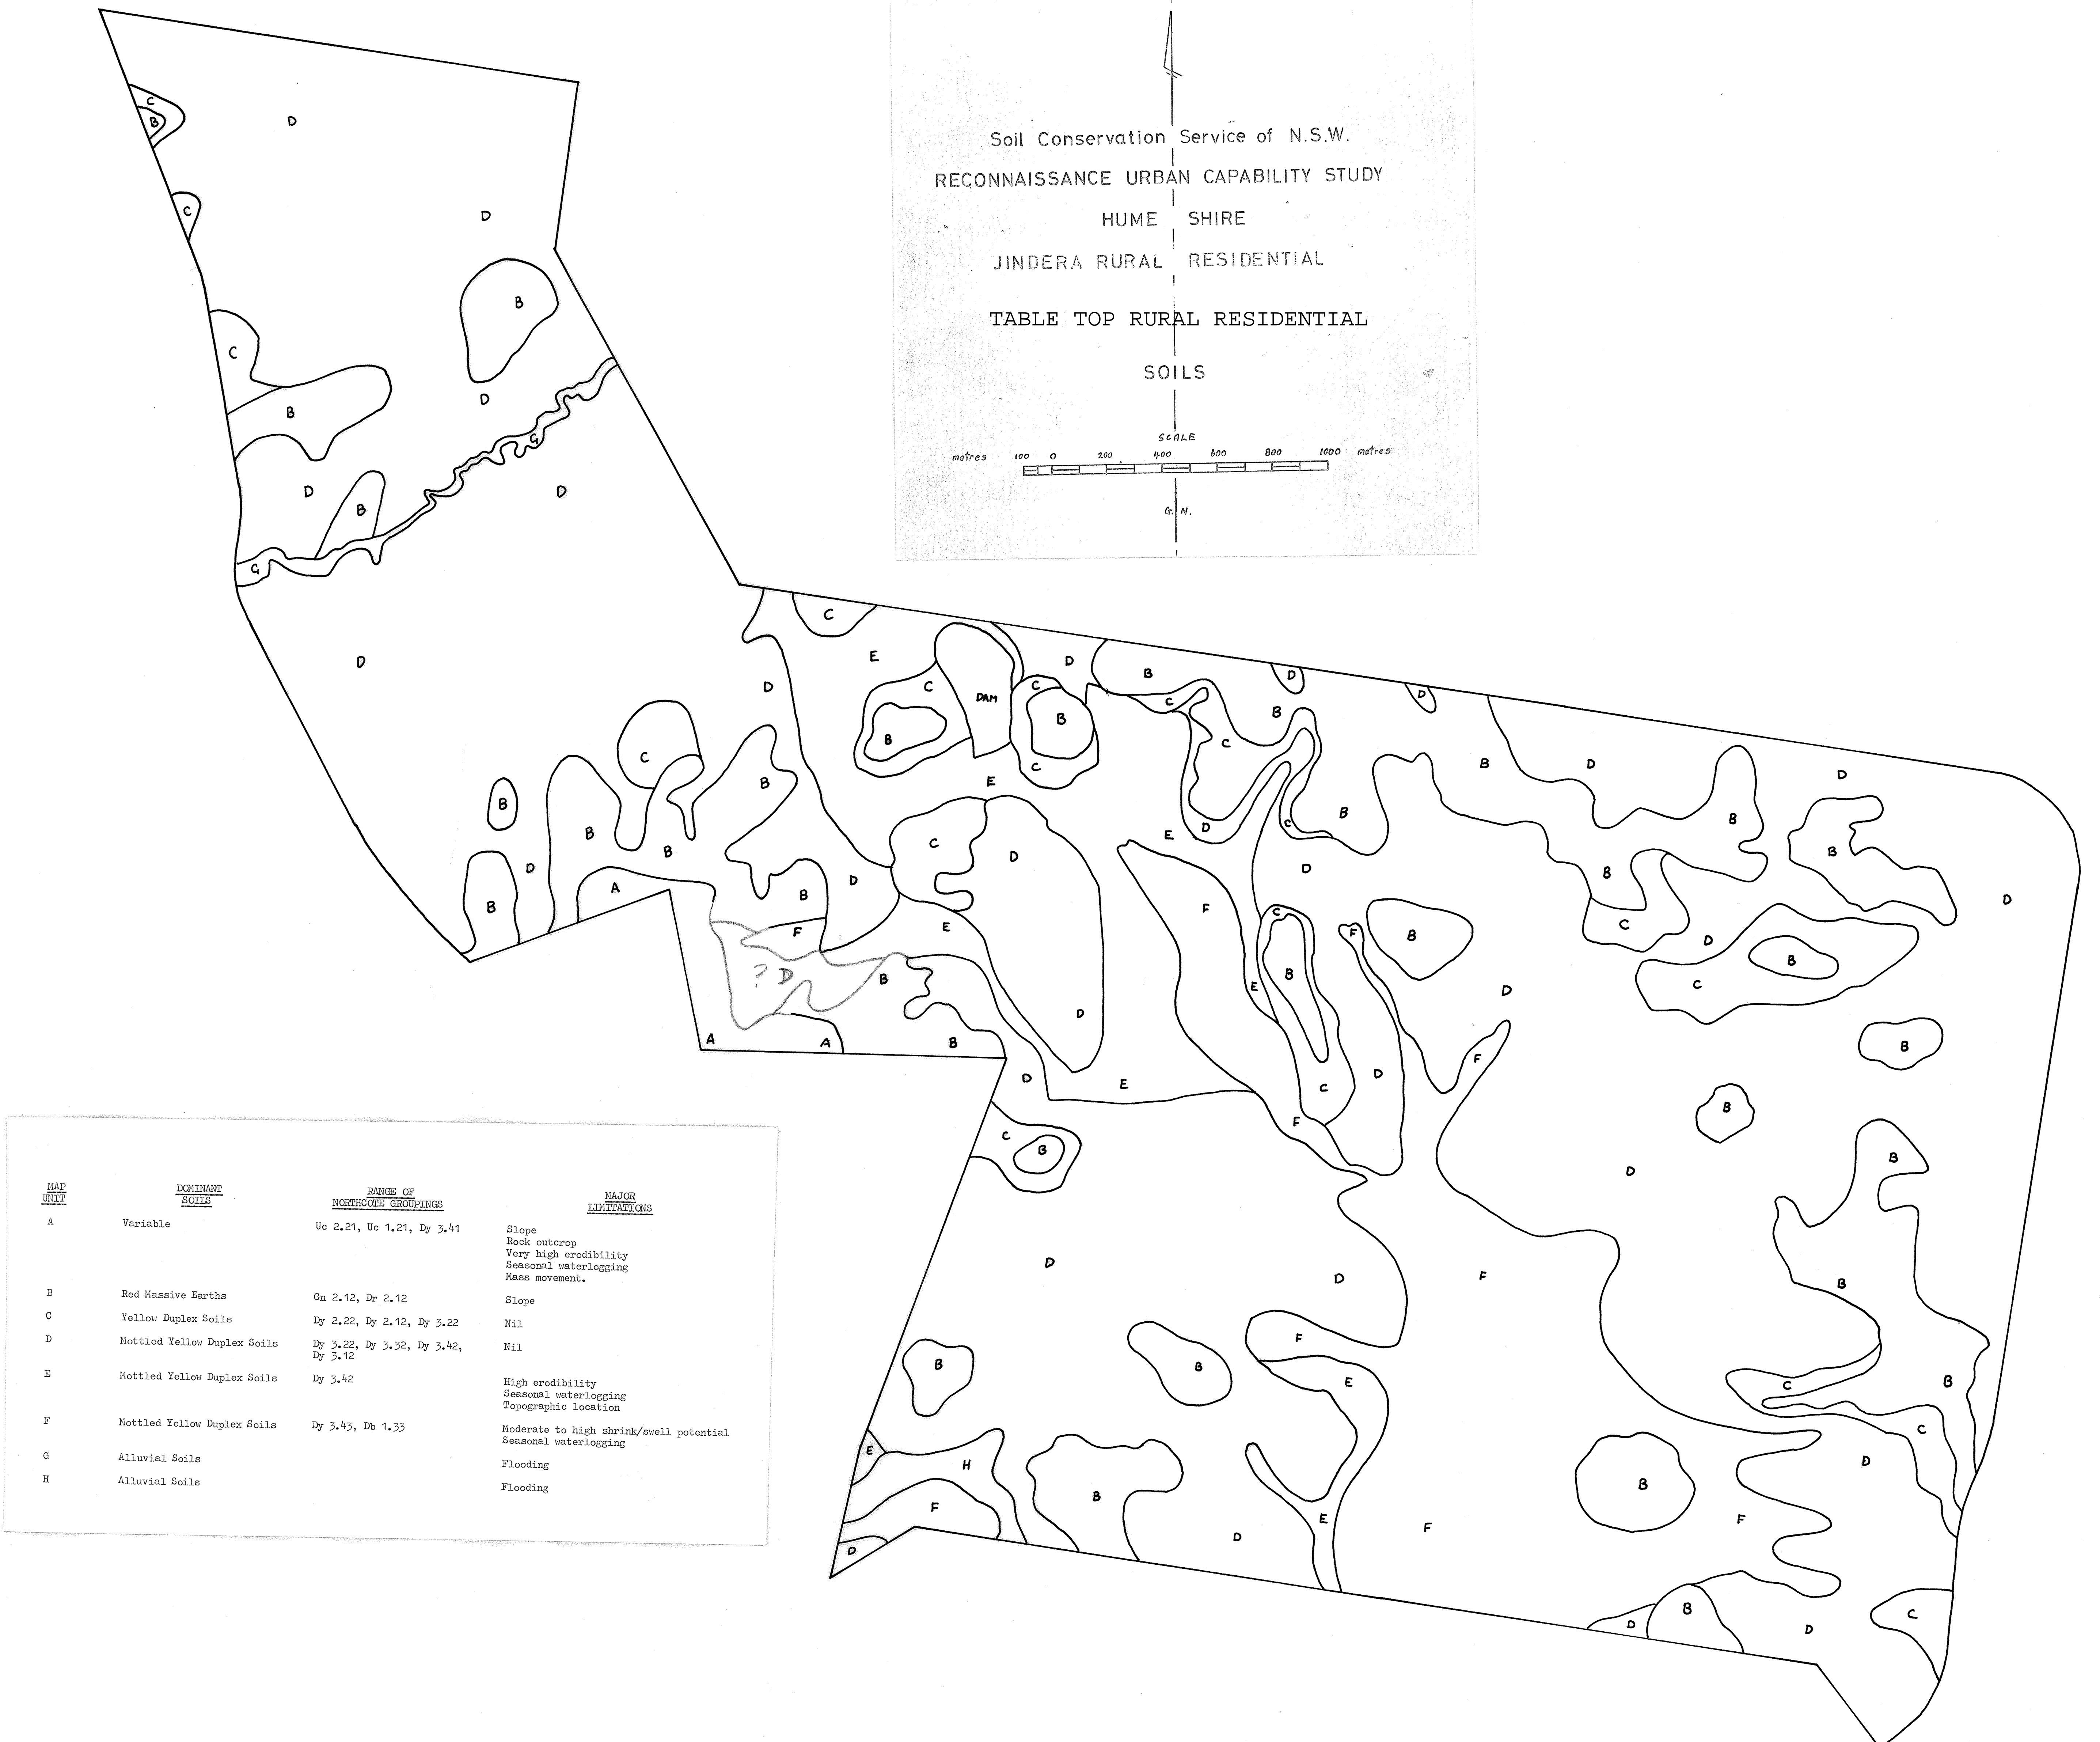 Soil Conservation Service of N.S.W.
RECONNAISSANCE URBAN CAPABILITY STUDY
HUME SHIRE
JINDERA RURAL RESIDENTIAL
TABLE TOP RURAL RESIDENTIAL
SOILS
SCALE
metres 100 0 200 400 600 800 1000 metres
G.N.
C
B
D
C
D
B
C
D
B
G
D
B
D
G
D
C
E
D
B
D
D
D
C
C
DAM
C
B
B
B
C
B
C
E
C
B
B
D
D
B
B
B
D
C
E
D
C
B
B
B
C
D
D
B
B
A
B
D
F
D
B
D
F
E
C
F
B
C
D
B
? D
B
B
E
D
C
B
A
A
B
D
D
E
C
D
F
B
F
B
C
B
D
B
D
D
F
B
F
B
B
E
C
B
E
H
B
C
D
F
D
E
F
B
F
D
D
B
D
C
MAP UNIT DOMINANT SOILS RANGE OF NORTHCOTE GROUPINGS MAJOR LIMITATIONS
A Variable Uc 2.21, Uc 1.21, Dy 3.41 Slope
Rock outcrop
Very high erodibility
Seasonal waterlogging
Mass movement.
B Red Massive Earths Gn 2.12, Dr 2.12 Slope
C Yellow Duplex Soils Dy 2.22, Dy 2.12, Dy 3.22 Nil
D Mottled Yellow Duplex Soils Dy 3.22, Dy 3.32, Dy 3.42, Nil
Dy 3.12
E Mottled Yellow Duplex Soils Dy 3.42 High erodibility
Seasonal waterlogging
Topographic location
F Mottled Yellow Duplex Soils Dy 3.43, Db 1.33 Moderate to high shrink/swell potential
Seasonal waterlogging
G Alluvial Soils Flooding
H Alluvial Soils Flooding